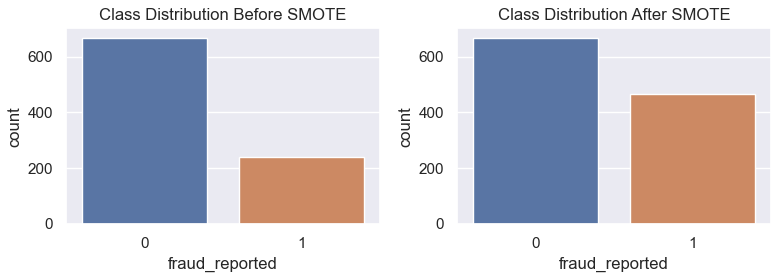 Class Distribution Before SMOTE
600
400
200
0
count
0 1
fraud_reported
Class Distribution After SMOTE
600
400
200
0
count
0 1
fraud_reported